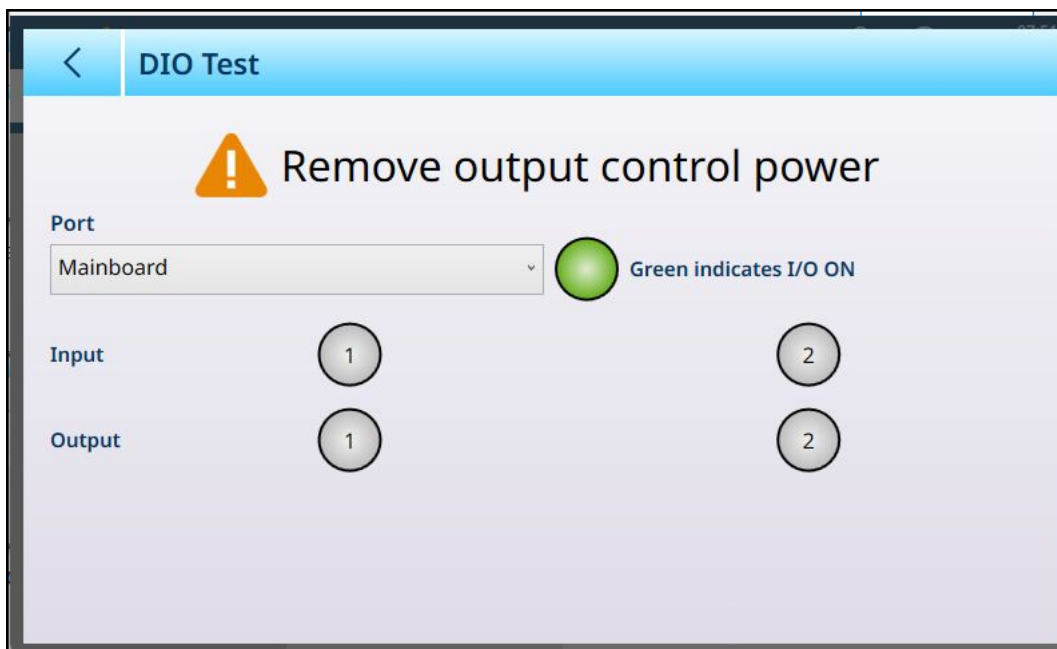 DIO Test
Remove output control power
Port
Mainboard
Green indicates I/O ON
Input 1 2
Output 1 2